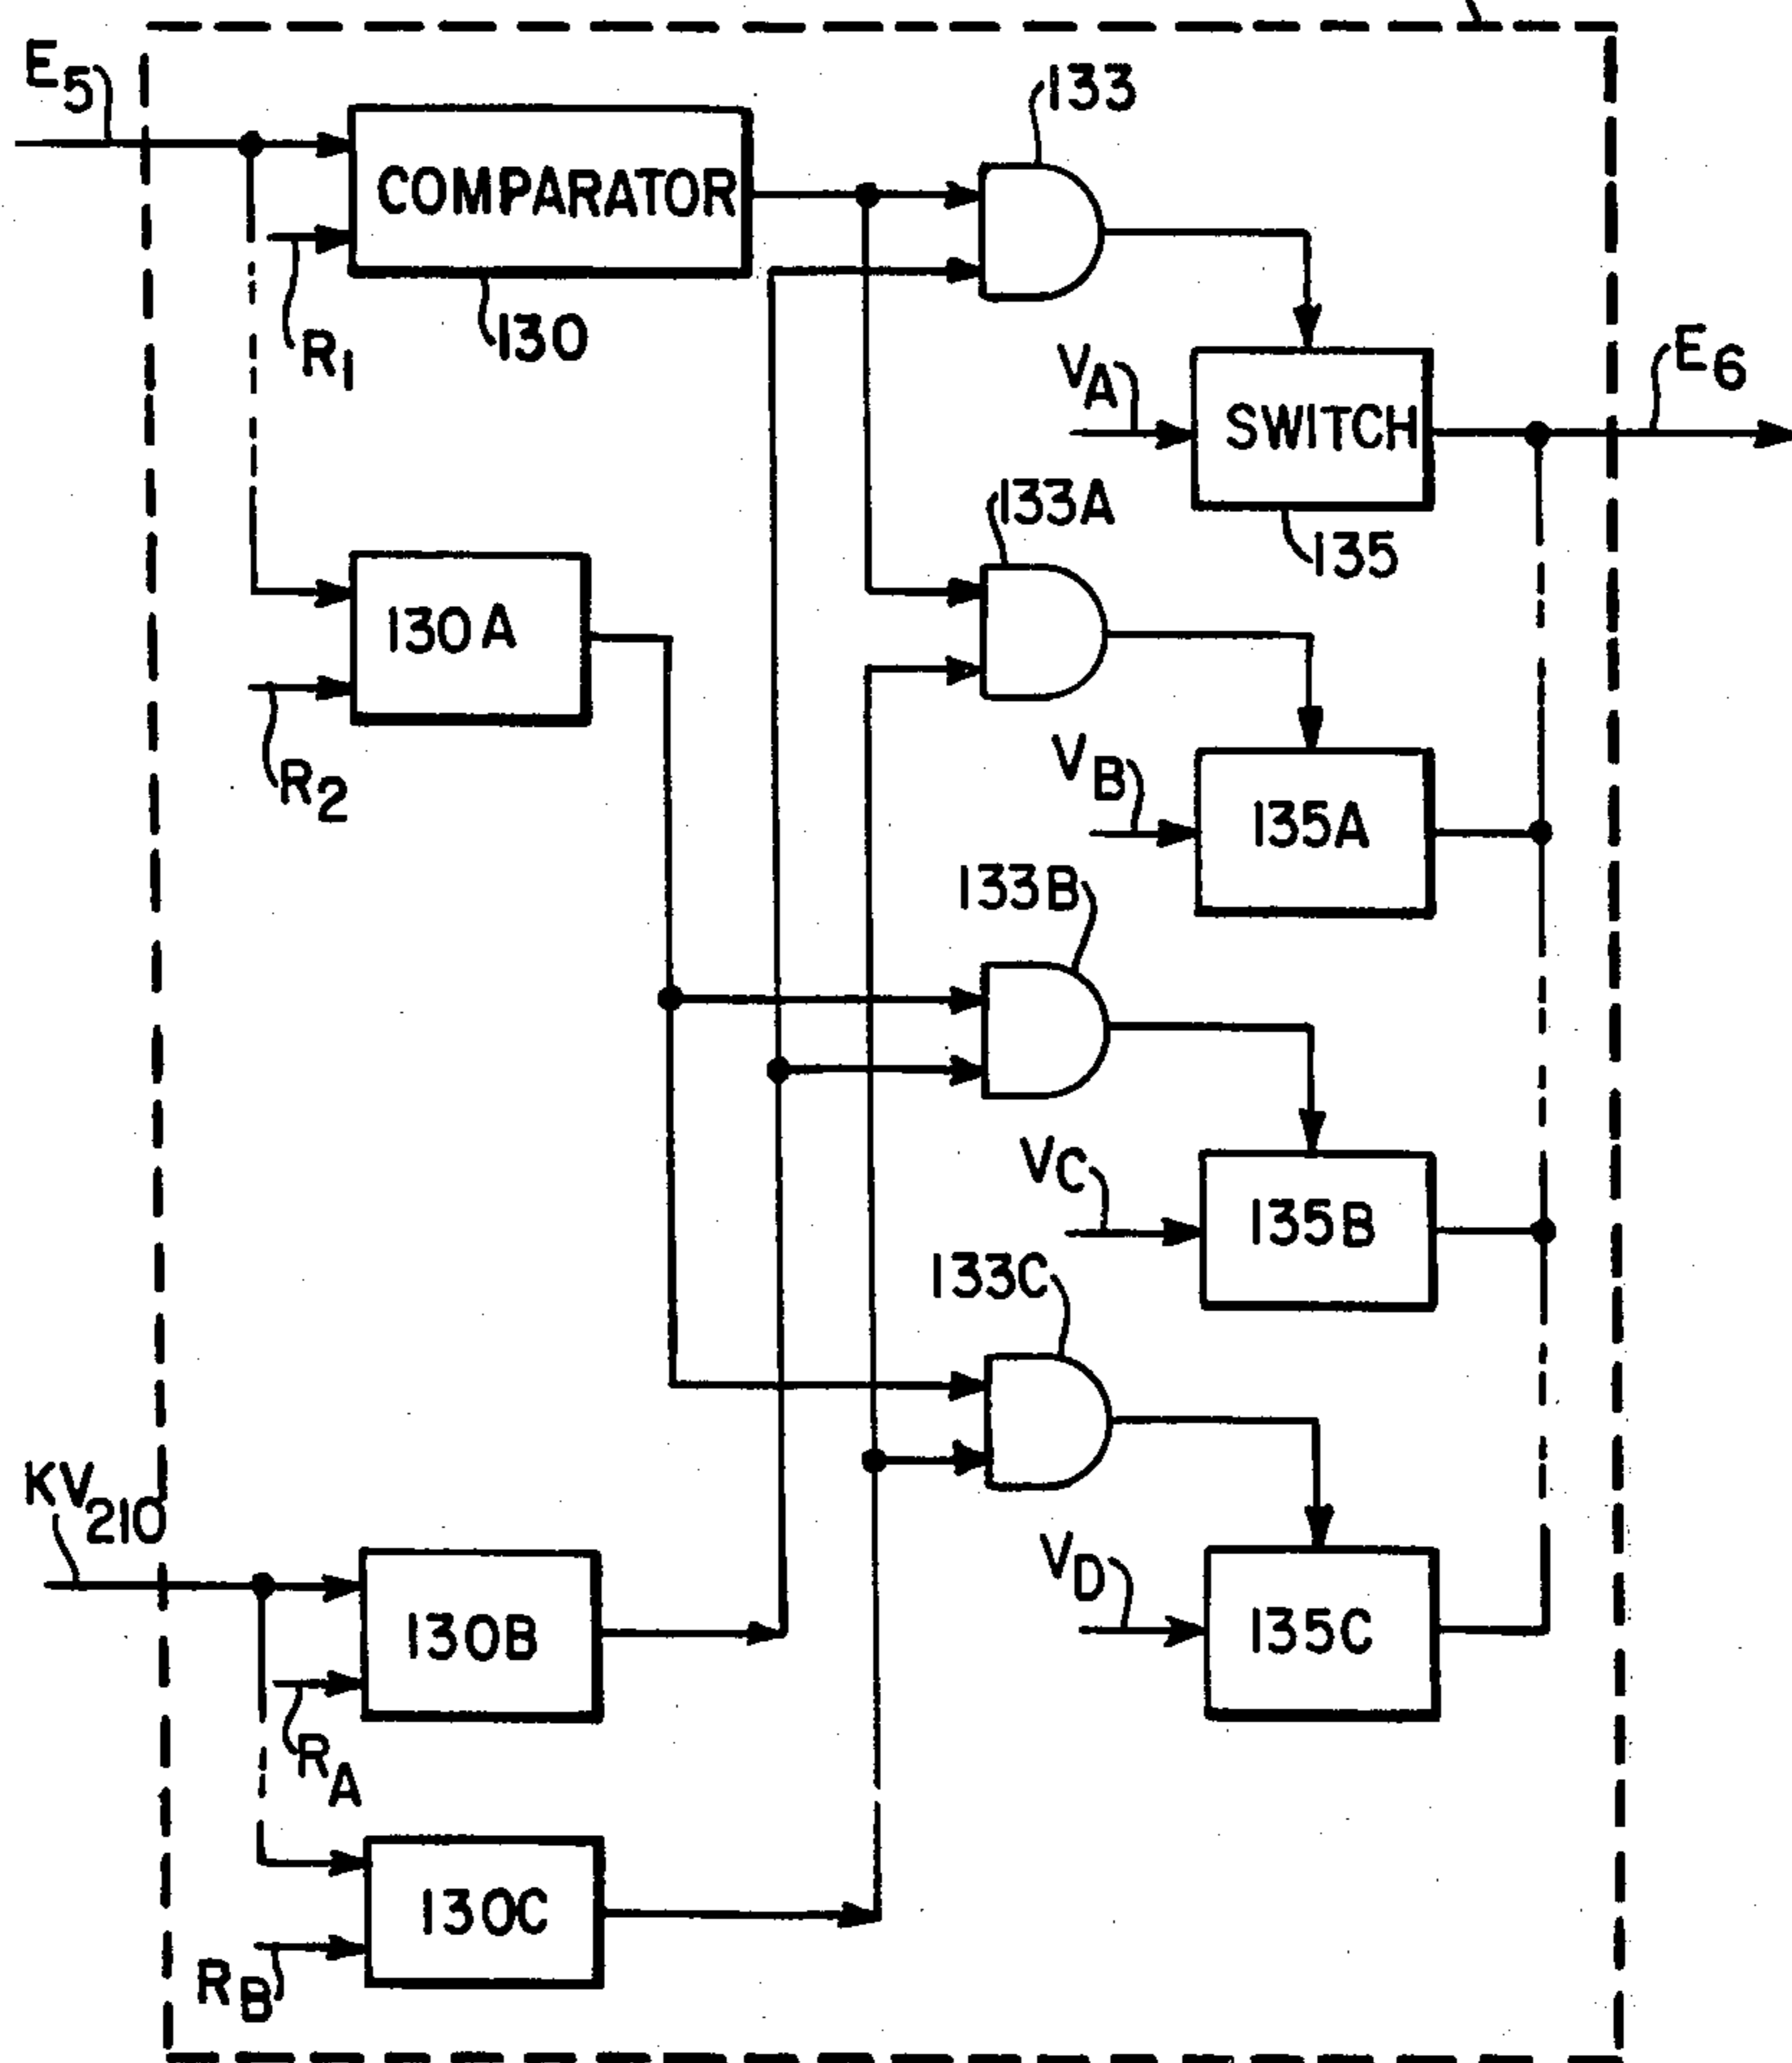 E5
133
COMPARATOR
R1
130
VA
E6
SWITCH
133A
135
130A
R2
VB
135A
133B
VC
135B
133C
KV210
VD
130B
135C
RA
130C
RB